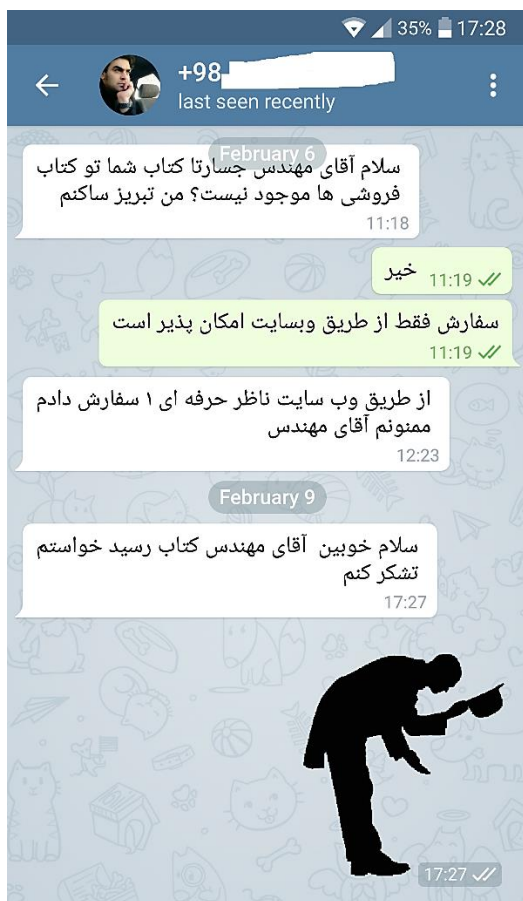 35% 17:28
+98
last seen recently
February 6
سلام آقای مهندس جسارتا کتاب شما تو کتاب
فروشی ها موجود نیست؟ من تبریز ساکنم
11:18
خیر
11:19
سفارش فقط از طریق وبسایت امکان پذیر است
11:19
از طریق وب سایت ناظر حرفه ای ۱ سفارش دادم
ممنونم آقای مهندس
12:23
February 9
سلام خوبین آقای مهندس کتاب رسید خواستم
تشکر کنم
17:27
17:27